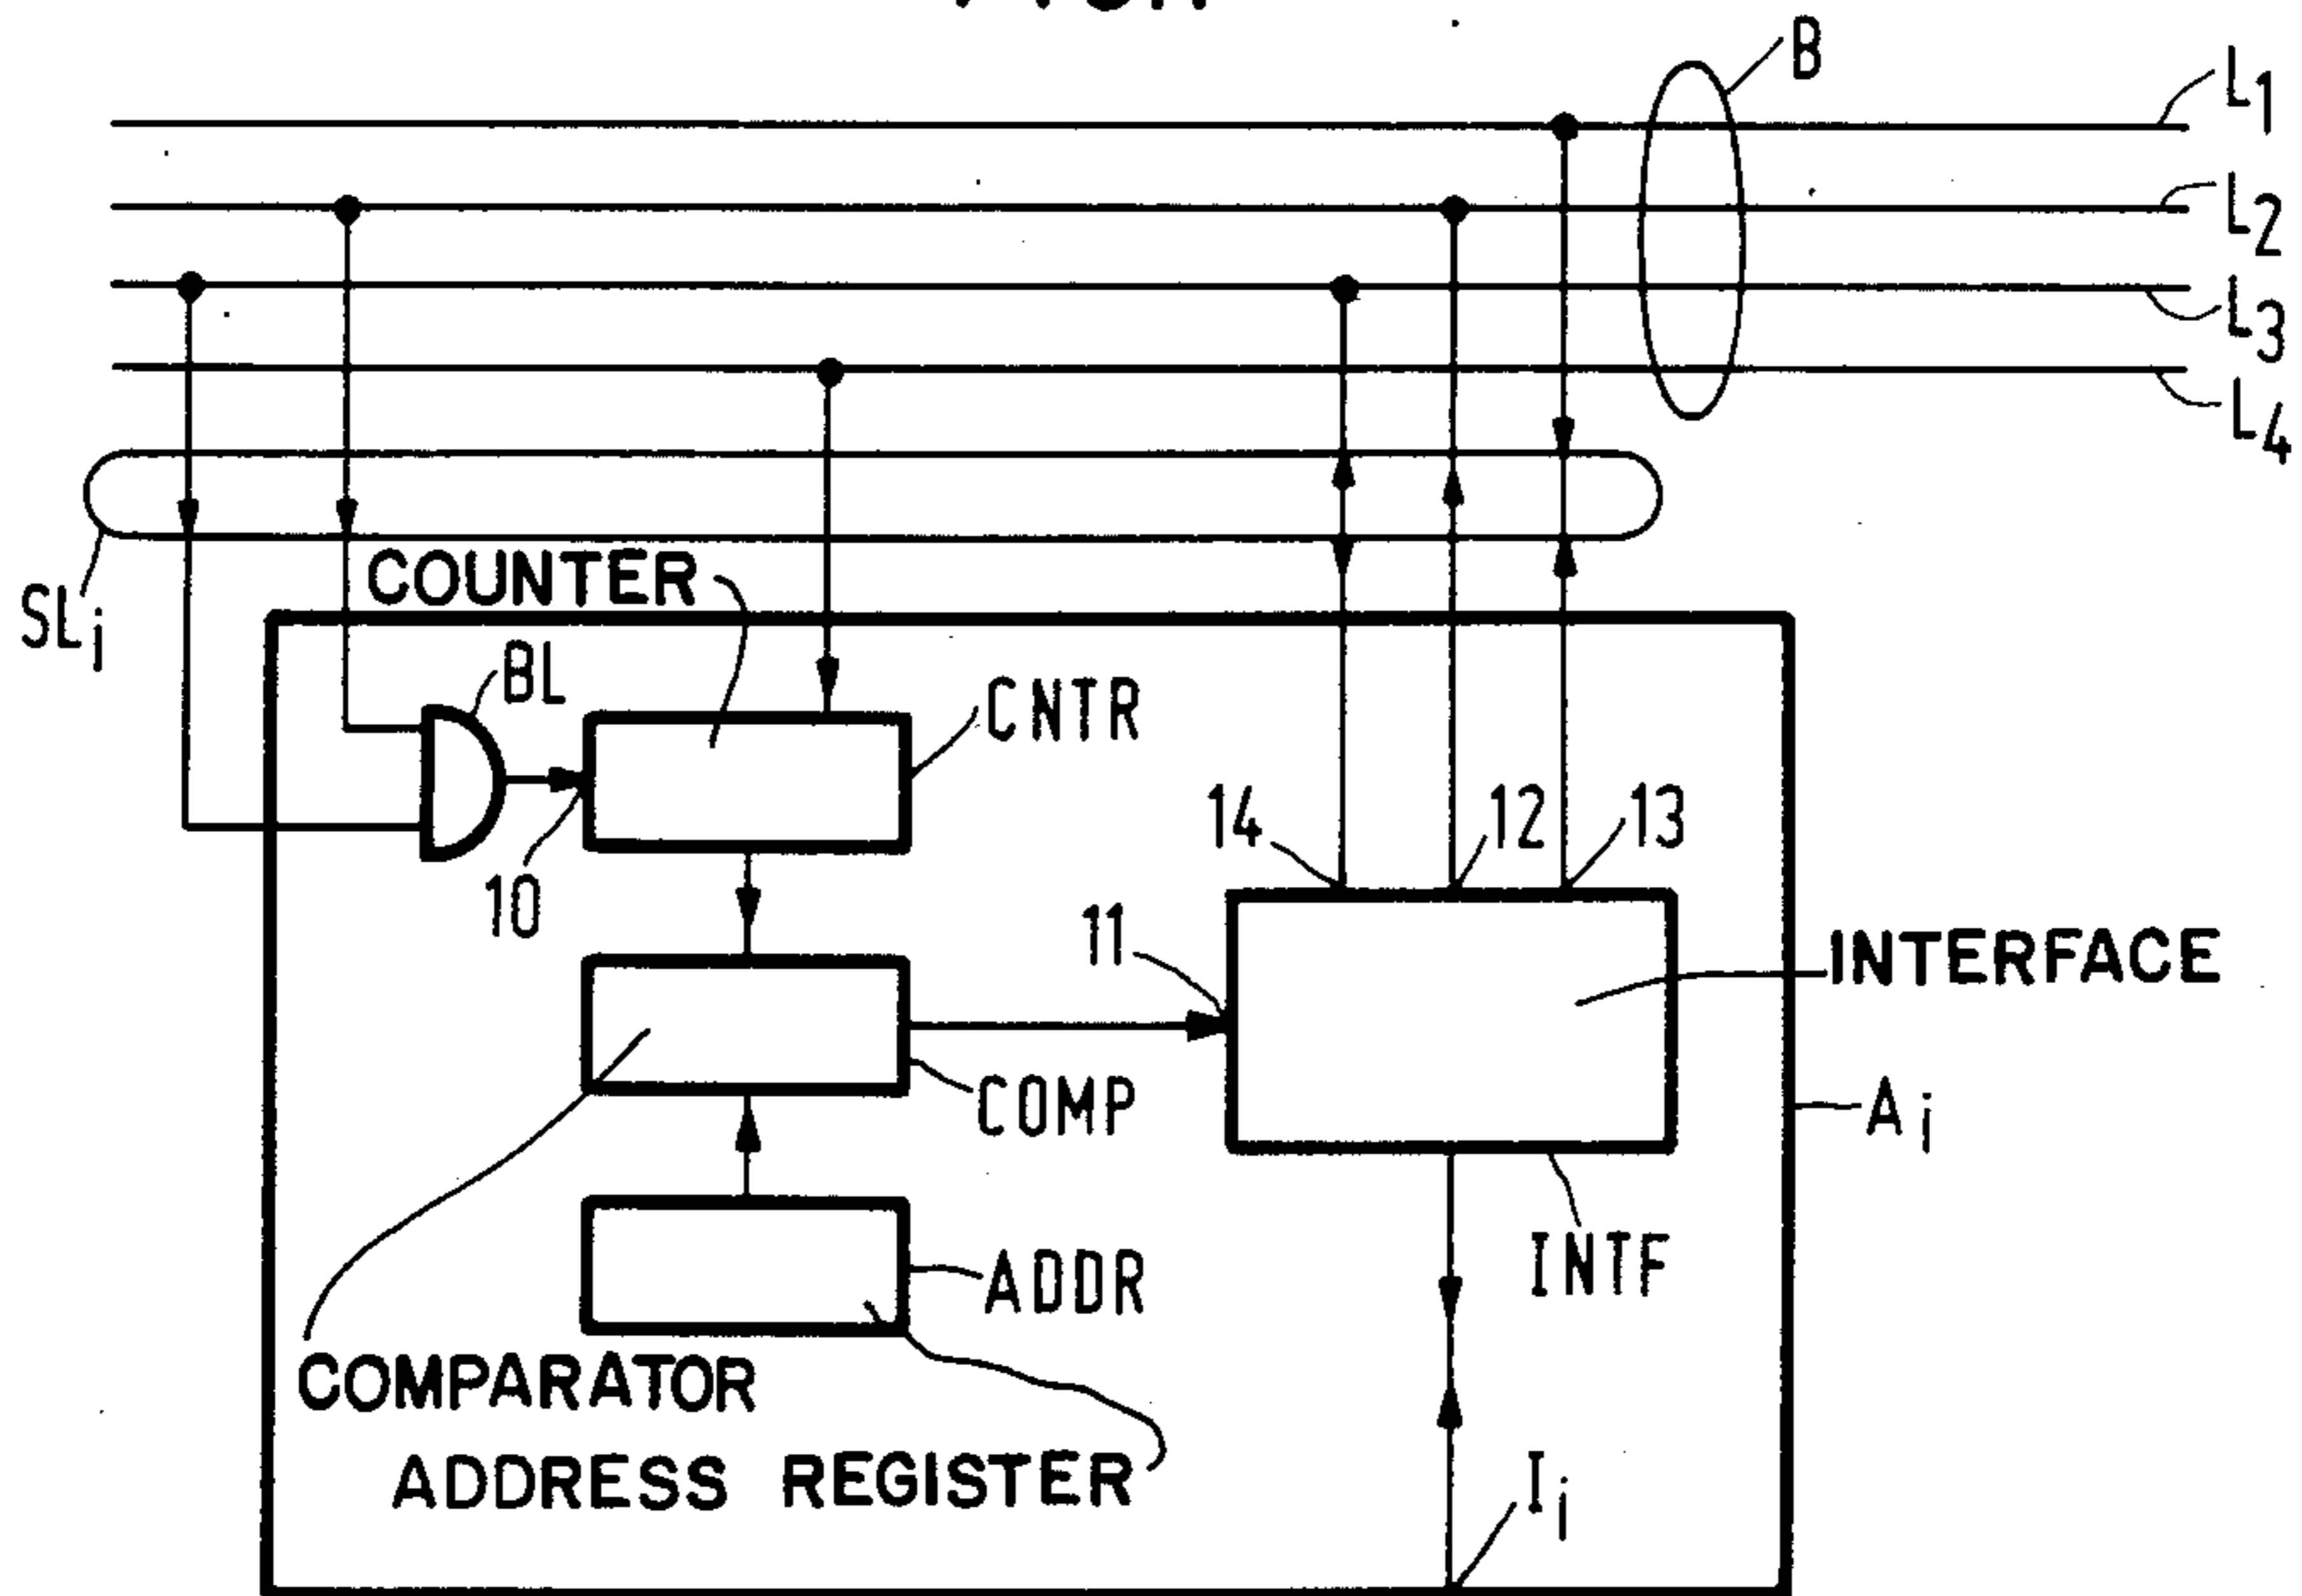 B
L1
L2
L3
L4
SLi
COUNTER
BL
CNTR
10
14
12
13
11
INTERFACE
COMP
Ai
ADDR
INTF
COMPARATOR
ADDRESS REGISTER
Ii